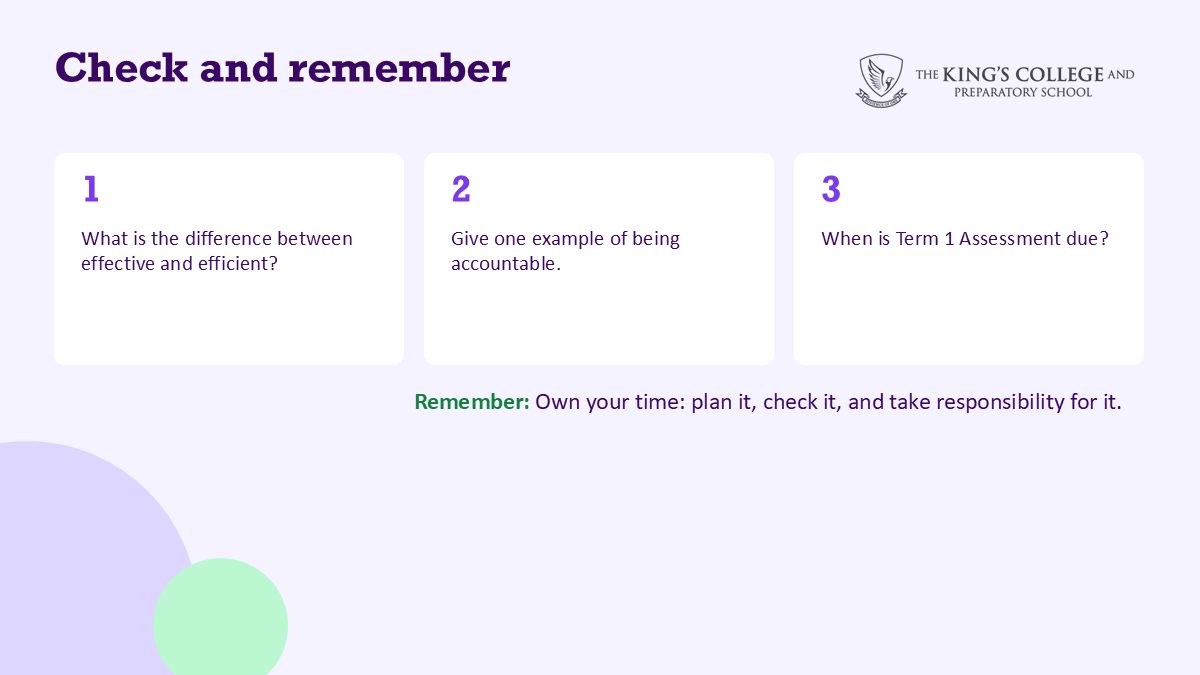 Check and remember
THE KING'S COLLEGE AND
PREPARATORY SCHOOL
1
What is the difference between
effective and efficient?
2
Give one example of being
accountable.
3
When is Term 1 Assessment due?
Remember: Own your time: plan it, check it, and take responsibility for it.